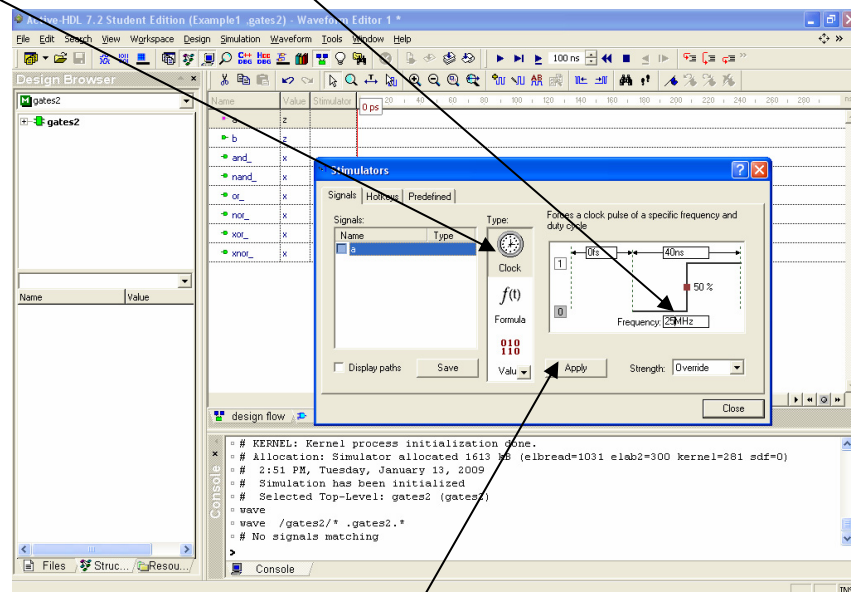 Active-HDL 7.2 Student Edition (Example1 ,gates2) - Waveform Editor 1 *
File Edit Search View Workspace Design Simulation Waveform Tools Window Help
100 ns
Design Browser
gates2
gates2
Name Value Stimulator
0 ps 20 40 60 80 100 120 140 160 180 200 220 240 260 280
a z
b z
and_ x
nand_ x
or_ x
nor_ x
xor_ x
xnor_ x
Name Value
Stimulators
Signals Hotkeys Predefined
Signals:
Name Type
a
Display paths Save
Type:
Clock
f(t)
Formula
010
110
Valu
Forces a clock pulse of a specific frequency and
duty cycle
0fs 40ns
1
50 %
0
Frequency: 25MHz
Apply Strength: Override
Close
design flow
# KERNEL: Kernel process initialization done.
# Allocation: Simulator allocated 1613 kB (elbread=1031 elab2=300 kernel=281 sdf=0)
# 2:51 PM, Tuesday, January 13, 2009
# Simulation has been initialized
# Selected Top-Level: gates2 (gates2)
wave
wave /gates2/* .gates2.*
# No signals matching
>
Console
Files Struc... Resou...
Console